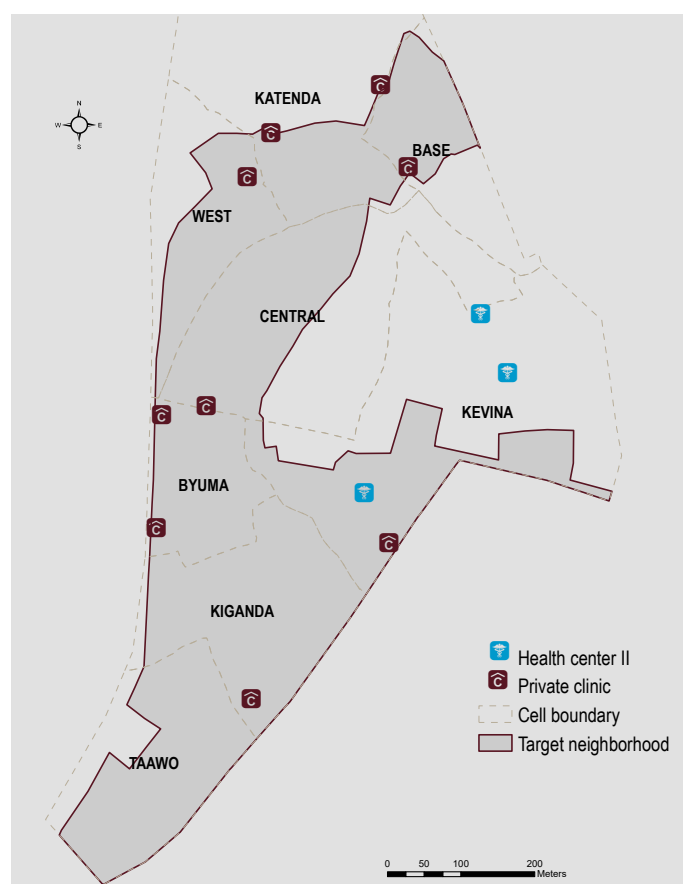 KATENDA
N
W E
S
BASE
WEST
CENTRAL
KEVINA
BYUMA
KIGANDA
TAAWO
Health center II
Private clinic
Cell boundary
Target neighborhood
0 50 100 200
Meters
C
C
C
C
C
C
C
C
C
C